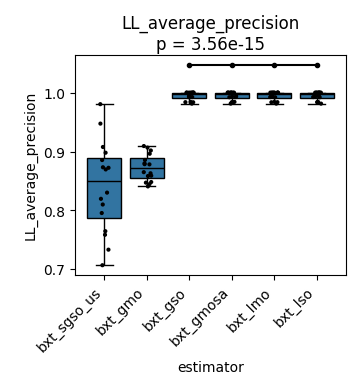 LL_average_precision
p = 3.56e-15
LL_average_precision
1.0
0.9
0.8
0.7
bxt_sgso_us
bxt_gmo
bxt_gso
bxt_gmosa
bxt_lmo
bxt_lso
estimator